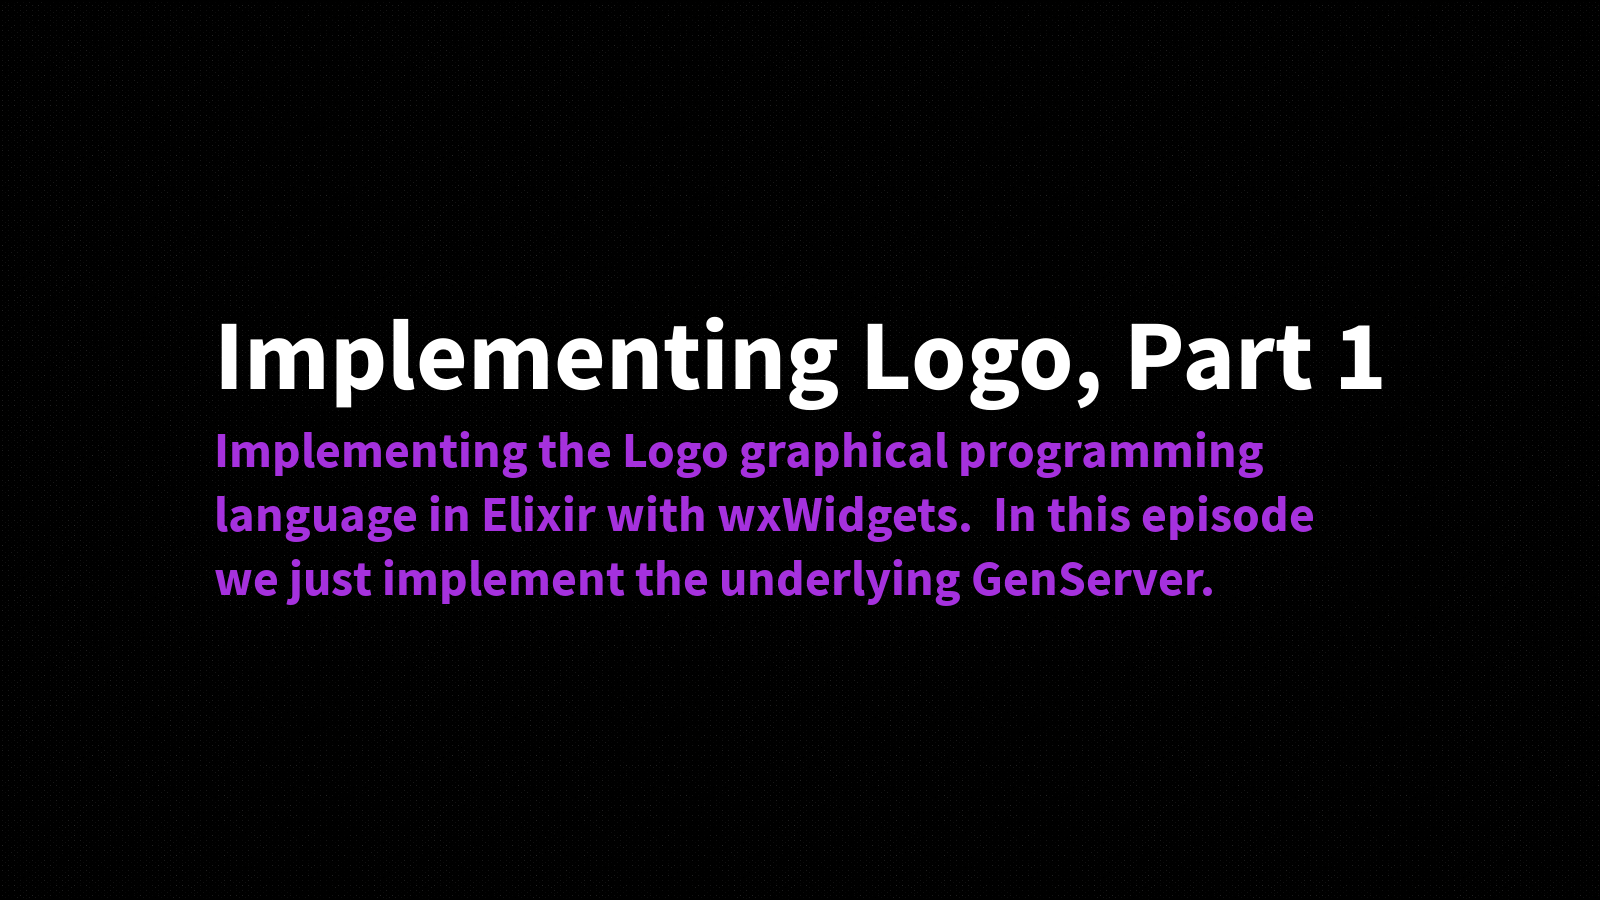 Implementing Logo, Part 1
Implementing the Logo graphical programming
language in Elixir with wxWidgets.  In this episode
we just implement the underlying GenServer.